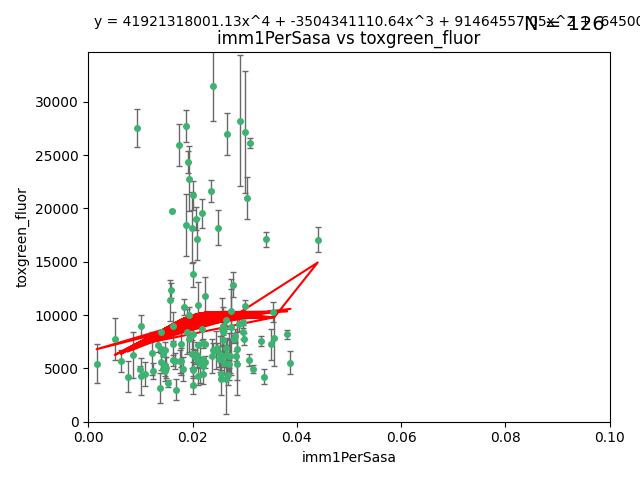 y = 41921318001.13x^4 + -3504341110.64x^3 +
N = 126
imm1PerSasa vs toxgreen_fluor
30000
25000
20000
15000
10000
5000
0
toxgreen_fluor
0.00 0.02 0.04 0.06 0.08 0.10
imm1PerSasa